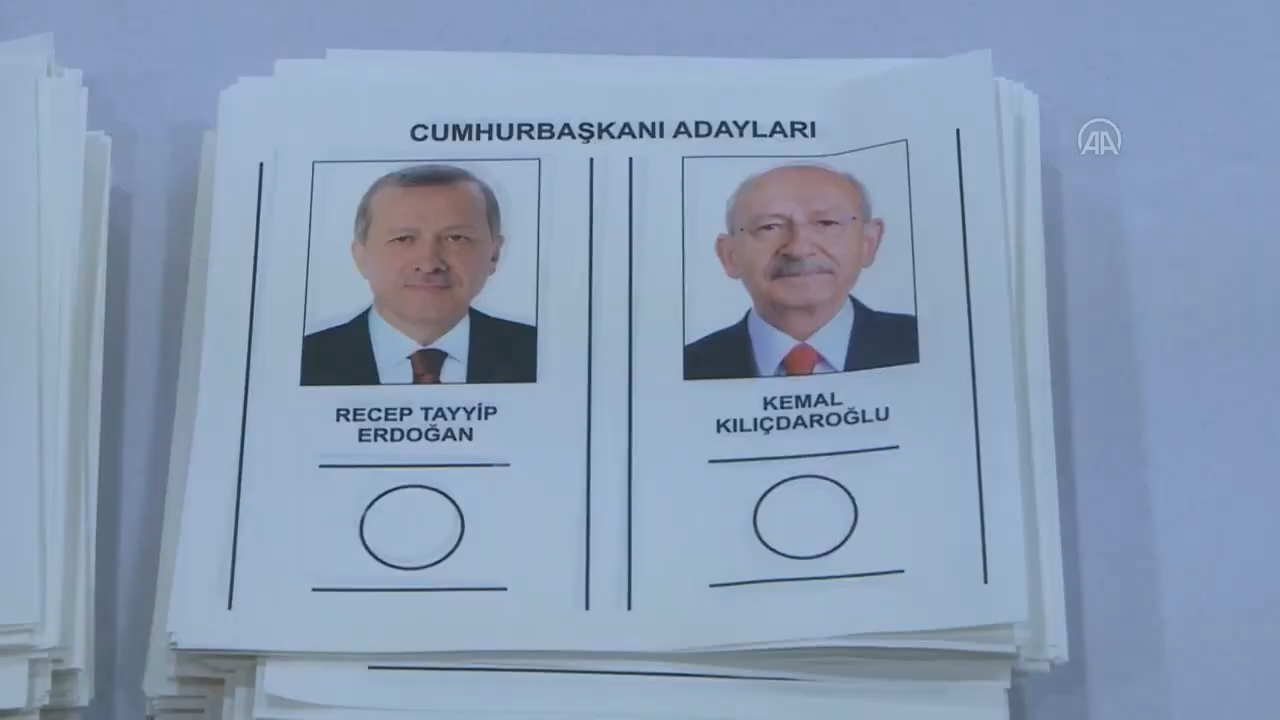 CUMHURBAŞKANI ADAYLARI
RECEP TAYYİP
ERDOĞAN
KEMAL
KILIÇDAROĞLU
AA